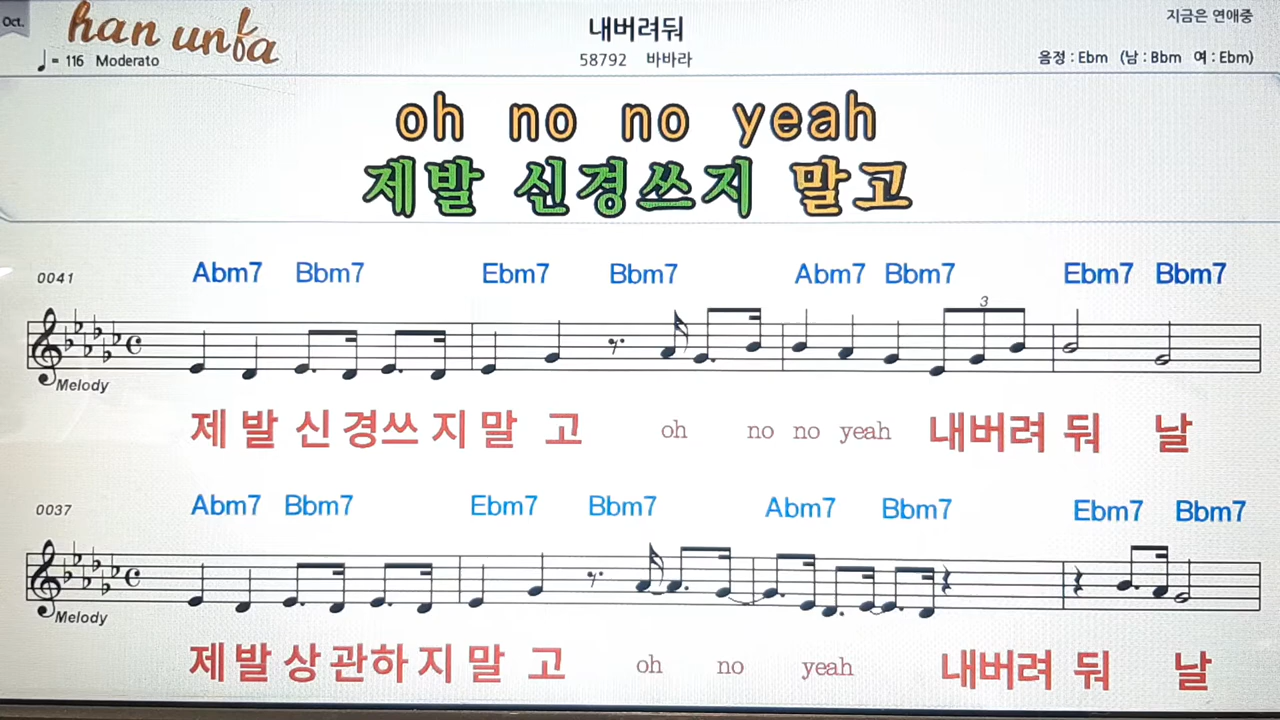 Oct.
han unfa
내버려둬
지금은 연애중
♩= 116 Moderato
58792 바바라
음정 : Ebm (남 : Bbm 여 : Ebm)
oh no no yeah
제발 신경쓰지 말고
0041
Abm7 Bbm7 Ebm7 Bbm7 Abm7 Bbm7 Ebm7 Bbm7
3
Melody
제 발 신 경쓰 지 말 고 oh no no yeah 내버려 둬 날
0037
Abm7 Bbm7 Ebm7 Bbm7 Abm7 Bbm7 Ebm7 Bbm7
Melody
제 발 상 관하 지 말 고 oh no yeah 내버려 둬 날